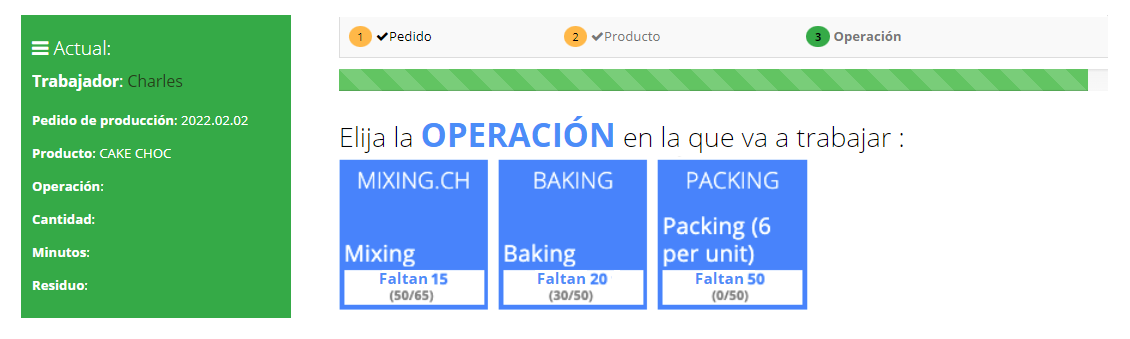 Actual:
Trabajador: Charles
Pedido de producción: 2022.02.02
Producto: CAKE CHOC
Operación:
Cantidad:
Minutos:
Residuo:
1 Pedido
2 Producto
3 Operación
Elija la OPERACIÓN en la que va a trabajar :
MIXING.CH
Mixing
Faltan 15
(50/65)
BAKING
Baking
Faltan 20
(30/50)
PACKING
Packing (6
per unit)
Faltan 50
(0/50)